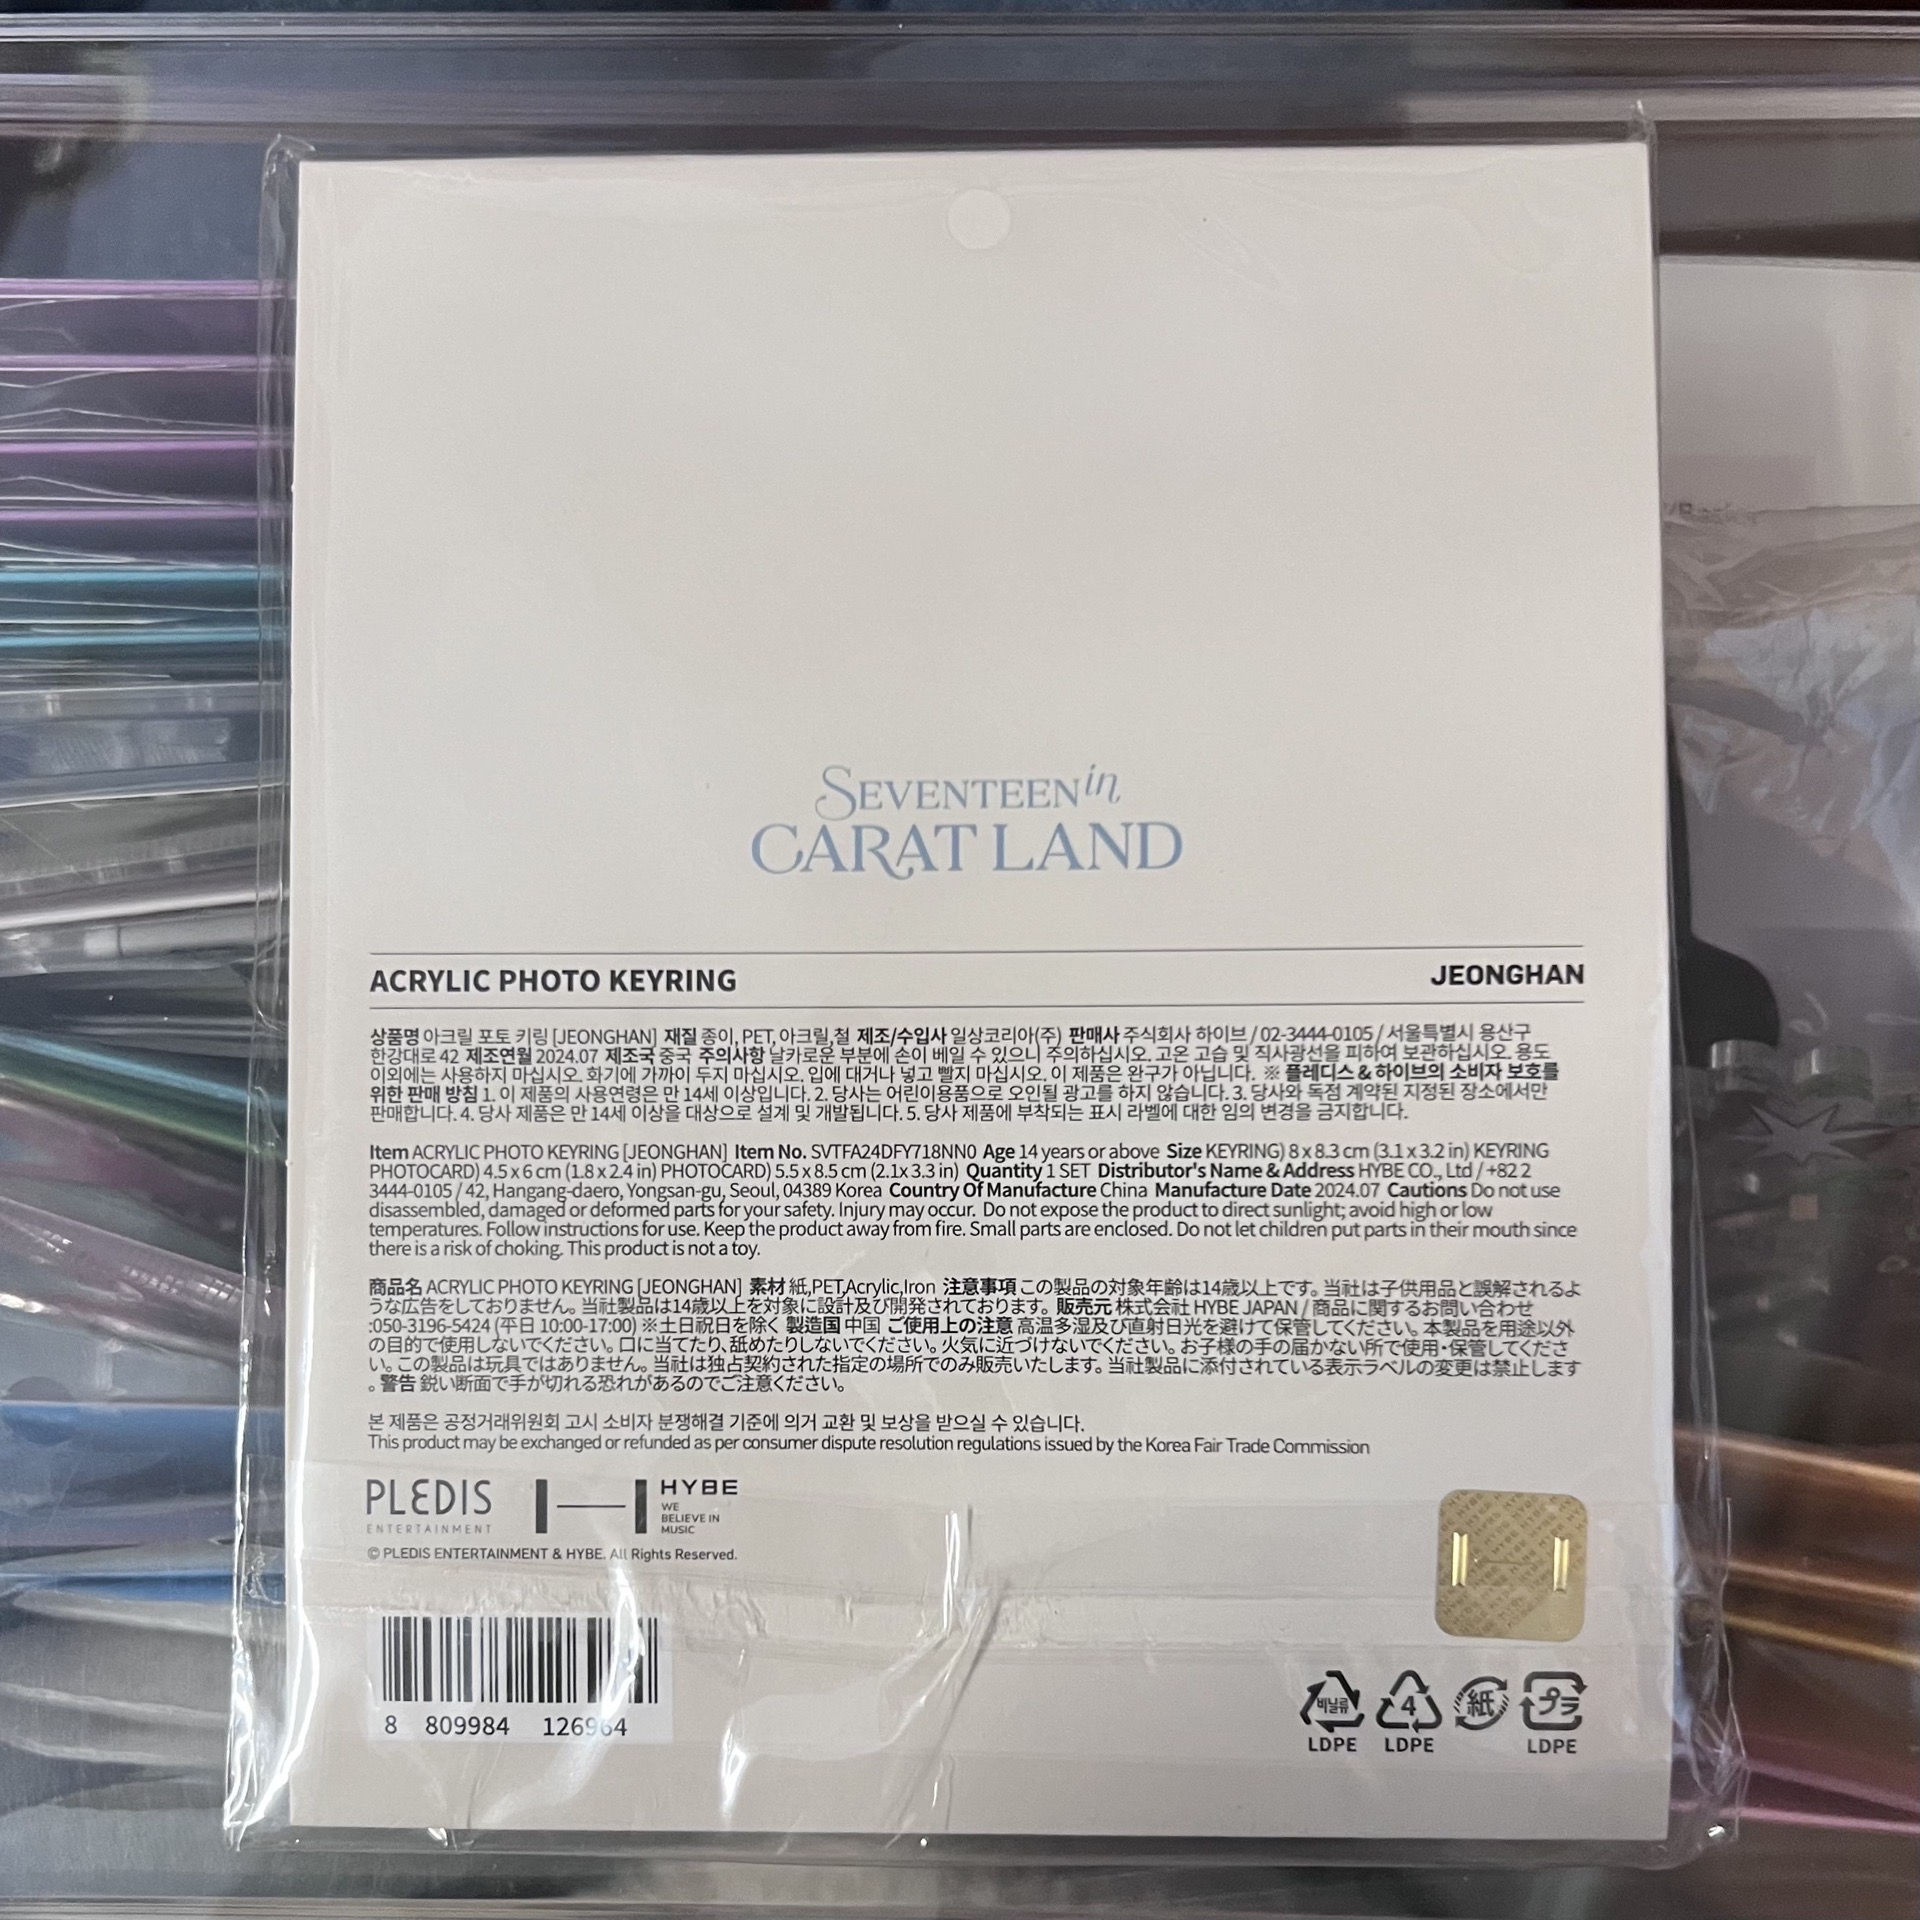 SEVENTEEN in
CARAT LAND
ACRYLIC PHOTO KEYRING
JEONGHAN
상품명 아크릴 포토 키링 [JEONGHAN] 재질 종이, PET, 아크릴,철 제조/수입사 일상코리아(주) 판매사 주식회사 하이브 / 02-3444-0105 / 서울특별시 용산구
한강대로 42 제조연월 2024.07 제조국 중국 주의사항 날카로운 부분에 손이 베일 수 있으니 주의하십시오. 고온 고습 및 직사광선을 피하여 보관하십시오. 용도
이외에는 사용하지 마십시오. 화기에 가까이 두지 마십시오. 입에 대거나 넣고 빨지 마십시오. 이 제품은 완구가 아닙니다. ※ 플레디스 & 하이브의 소비자 보호를
위한 판매 방침 1. 이 제품의 사용연령은 만 14세 이상입니다. 2. 당사는 어린이용품으로 오인될 광고를 하지 않습니다. 3. 당사와 독점 계약된 지정된 장소에서만
판매합니다. 4. 당사 제품은 만 14세 이상을 대상으로 설계 및 개발됩니다. 5. 당사 제품에 부착되는 표시 라벨에 대한 임의 변경을 금지합니다.
Item ACRYLIC PHOTO KEYRING [JEONGHAN] Item No. SVTFA24DFY718NN0 Age 14 years or above Size KEYRING) 8 x 8.3 cm (3.1 x 3.2 in) KEYRING
PHOTOCARD) 4.5 x 6 cm (1.8 x 2.4 in) PHOTOCARD) 5.5 x 8.5 cm (2.1x 3.3 in) Quantity 1 SET Distributor's Name & Address HYBE CO., Ltd / +82 2
3444-0105 / 42, Hangang-daero, Yongsan-gu, Seoul, 04389 Korea Country Of Manufacture China Manufacture Date 2024.07 Cautions Do not use
disassembled, damaged or deformed parts for your safety. Injury may occur. Do not expose the product to direct sunlight; avoid high or low
temperatures. Follow instructions for use. Keep the product away from fire. Small parts are enclosed. Do not let children put parts in their mouth since
there is a risk of choking. This product is not a toy.
商品名 ACRYLIC PHOTO KEYRING [JEONGHAN] 素材 紙,PET,Acrylic,Iron 注意事項 この製品の対象年齢は14歳以上です。当社は子供用品と誤解されるよ
うな広告をしておりません。当社製品は14歳以上を対象に設計及び開発されております。販売元 株式会社 HYBE JAPAN / 商品に関するお問い合わせ
:050-3196-5424 (平日 10:00-17:00) ※土日祝日を除く 製造国 中国 ご使用上の注意 高温多湿及び直射日光を避けて保管してください。本製品を用途以外
の目的で使用しないでください。口に当てたり、舐めたりしないでください。火気に近づけないでください。お子様の手の届かない所で使用・保管してくださ
い。この製品は玩具ではありません。当社は独占契約された指定の場所でのみ販売いたします。当社製品に添付されている表示ラベルの変更は禁止します
。警告 鋭い断面で手が切れる恐れがあるのでご注意ください。
본 제품은 공정거래위원회 고시 소비자 분쟁해결 기준에 의거 교환 및 보상을 받으실 수 있습니다.
This product may be exchanged or refunded as per consumer dispute resolution regulations issued by the Korea Fair Trade Commission
PLEDIS
ENTERTAINMENT
HYBE
WE
BELIEVE IN
MUSIC
© PLEDIS ENTERTAINMENT & HYBE. All Rights Reserved.
8 809984 126964
비닐류 4 紙 プラ
LDPE LDPE LDPE